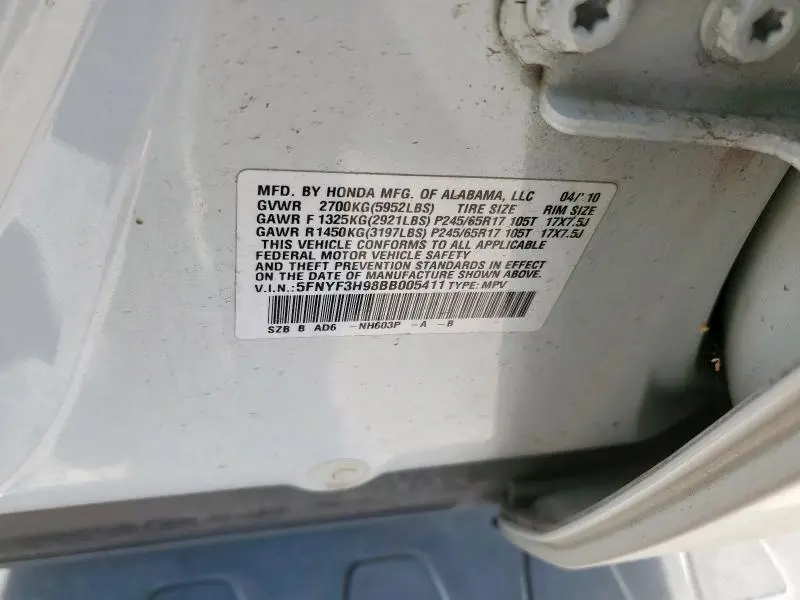 MFD. BY HONDA MFG. OF ALABAMA, LLC 04/'10
GVWR 2700KG(5952LBS) TIRE SIZE RIM SIZE
GAWR F 1325KG(2921LBS) P245/65R17 105T 17X7.5J
GAWR R 1450KG(3197LBS) P245/65R17 105T 17X7.5J
THIS VEHICLE CONFORMS TO ALL APPLICABLE
FEDERAL MOTOR VEHICLE SAFETY
AND THEFT PREVENTION STANDARDS IN EFFECT
ON THE DATE OF MANUFACTURE SHOWN ABOVE.
V.I.N.:5FNYF3H98BB005411 TYPE: MPV
SZB B AD6 -NH603P -A -B